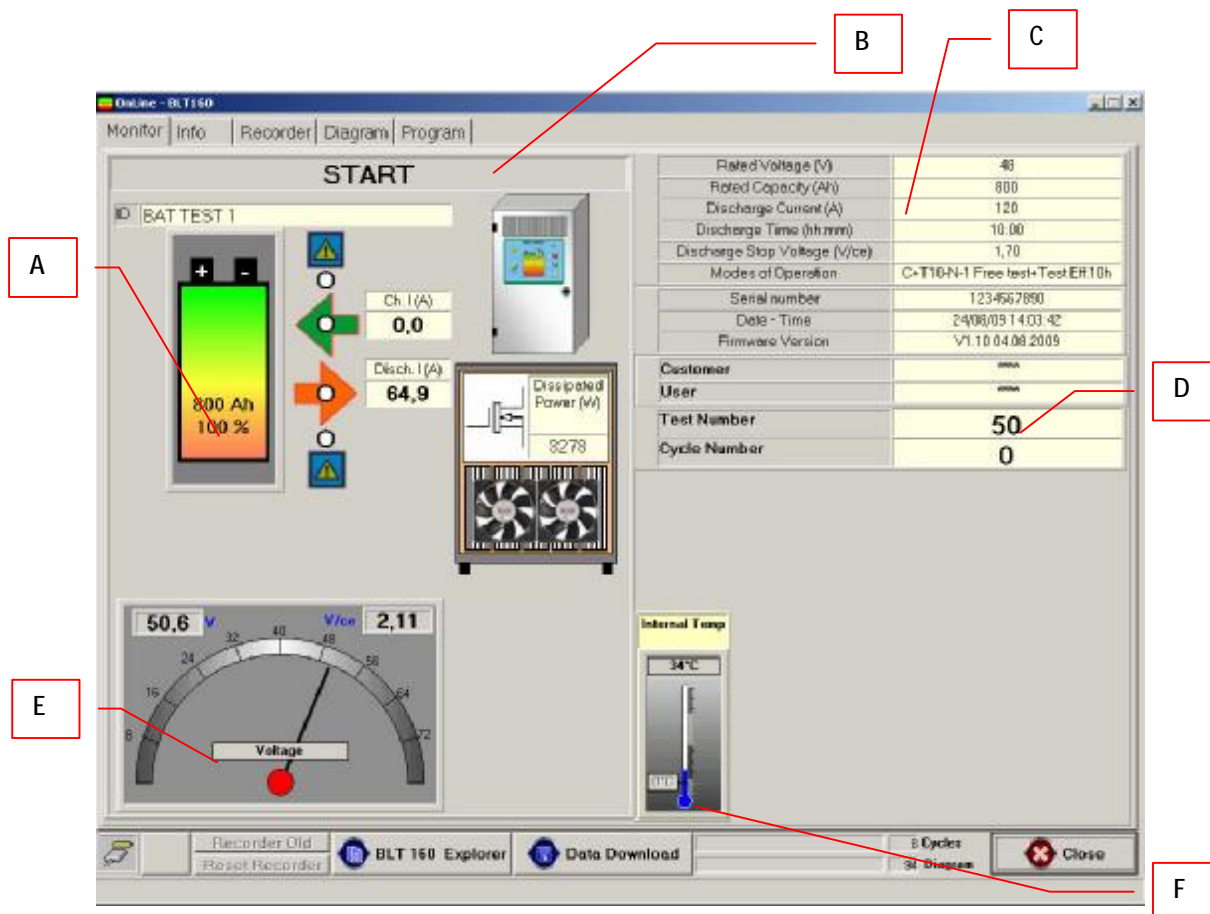 B
C
OnLine - BLT160
Monitor Info Recorder Diagram Program
START
ID BAT TEST 1
A
+ -
800 Ah
100 %
Ch. I (A)
0,0
Disch. I (A)
64,9
Dissipated
Power (W)
3278
Rated Voltage (V) 48
Rated Capacity (Ah) 800
Discharge Current (A) 120
Discharge Time (hh:mm) 10:00
Discharge Stop Voltage (V/ce) 1,70
Modes of Operation C+T10-N-1 Free test+Test Eff.10h
Serial number 1234567890
Date - Time 24/08/09 14:03:42
Firmware Version V1.10 04.08.2009
Customer ****
User ****
Test Number 50
Cycle Number 0
D
50,6 V V/ce 2,11
8 16 24 32 40 48 56 64 72
Voltage
E
Internal Temp
34°C
0°C
Recorder Old
Reset Recorder
BLT 160 Explorer
Data Download
8 Cycles
94 Diagram
Close
F